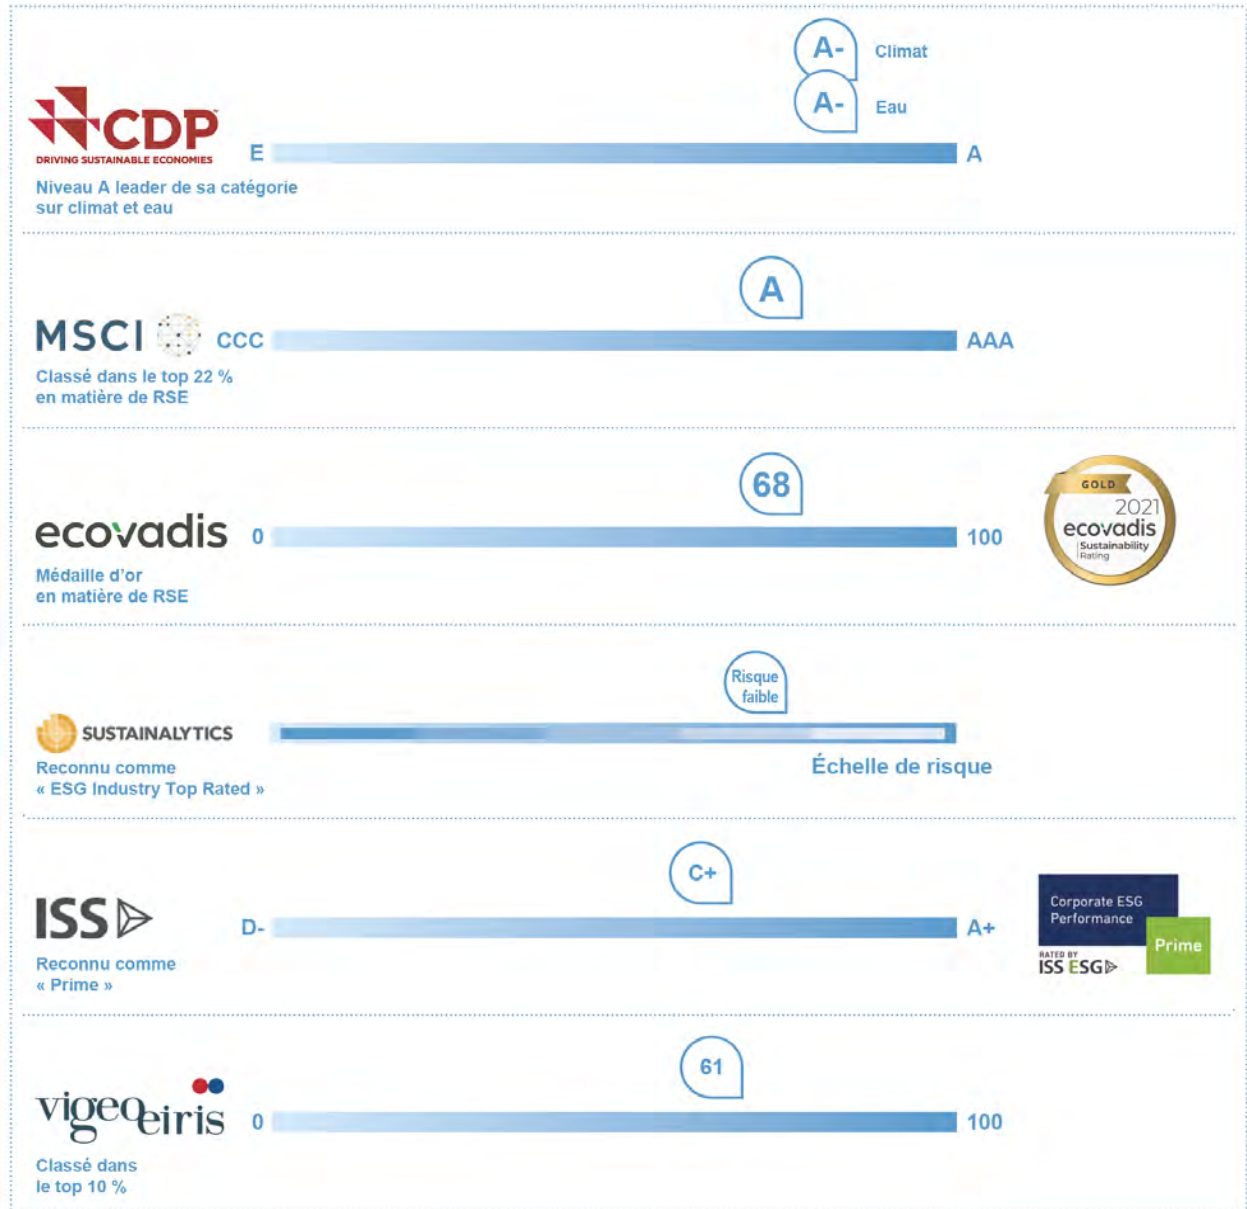 A-
Climat
A-
Eau
CDP
DRIVING SUSTAINABLE ECONOMIES
E
A
Niveau A leader de sa catégorie
sur climat et eau
A
MSCI
CCC
AAA
Classé dans le top 22 %
en matière de RSE
68
ecovadis
0
100
Médaille d'or
en matière de RSE
GOLD
2021
ecovadis
Sustainability
Rating
Risque
faible
SUSTAINALYTICS
Échelle de risque
Reconnu comme
« ESG Industry Top Rated »
C+
ISS
D-
A+
Reconnu comme
« Prime »
Corporate ESG
Performance
Prime
RATED BY
ISS ESG
61
vigeoeiris
0
100
Classé dans
le top 10 %